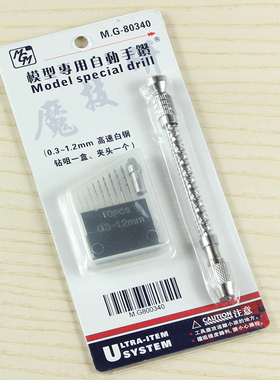 M.G-80340
模型專用自動手鑽
®
Model special drill
魔技
(0.3-1.2mm 高速白钢
钻咀一盒、夹头一个)
10PCS
0.3-1.2mm
M.G800340
ULTRA-ITEM
SYSTEM
CAUTION 注意